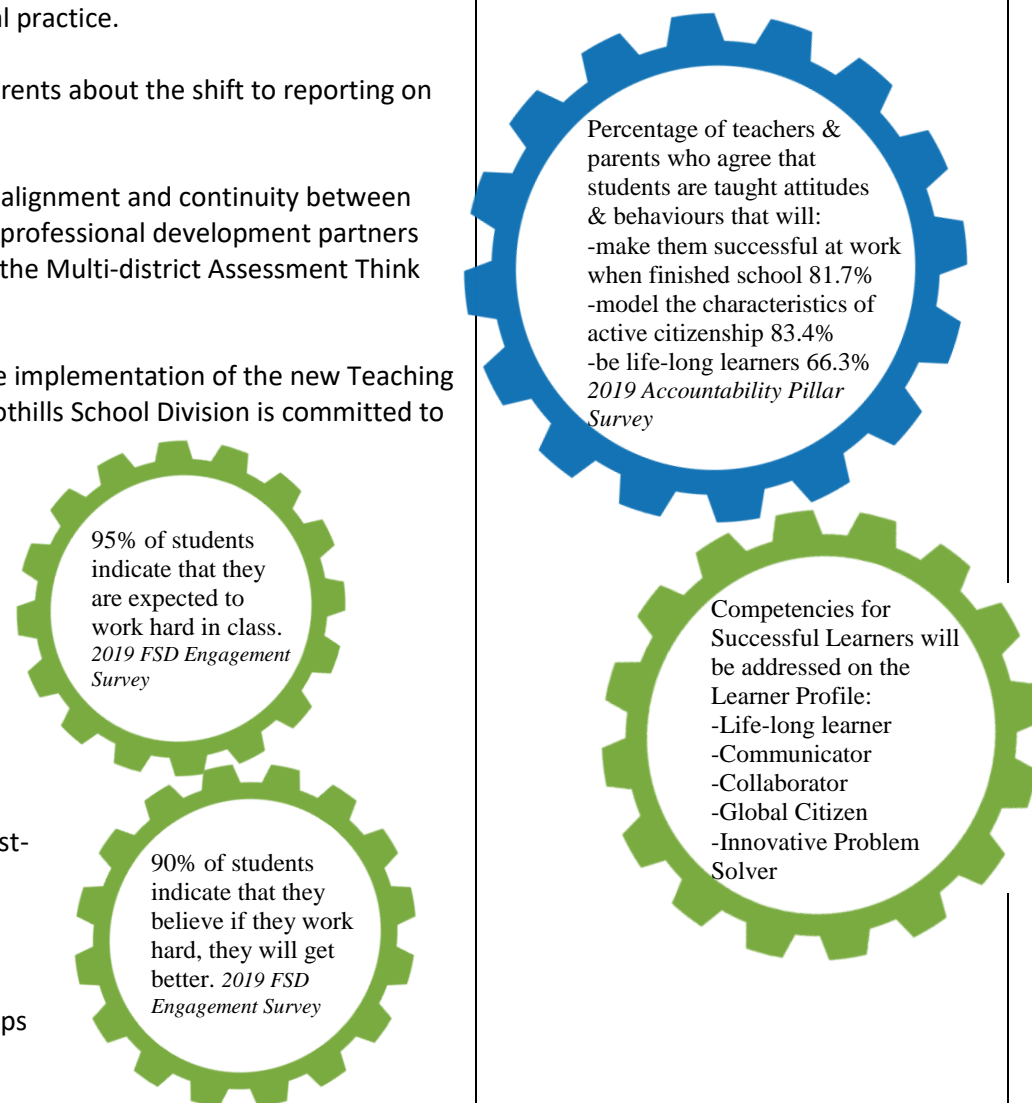 l practice.
rents about the shift to reporting on
alignment and continuity between
professional development partners
the Multi-district Assessment Think
e implementation of the new Teaching
othills School Division is committed to
95% of students
indicate that they
are expected to
work hard in class.
2019 FSD Engagement
Survey
st-
90% of students
indicate that they
believe if they work
hard, they will get
better. 2019 FSD
Engagement Survey
ps
Percentage of teachers &
parents who agree that
students are taught attitudes
& behaviours that will:
-make them successful at work
when finished school 81.7%
-model the characteristics of
active citizenship 83.4%
-be life-long learners 66.3%
2019 Accountability Pillar
Survey
Competencies for
Successful Learners will
be addressed on the
Learner Profile:
-Life-long learner
-Communicator
-Collaborator
-Global Citizen
-Innovative Problem
Solver